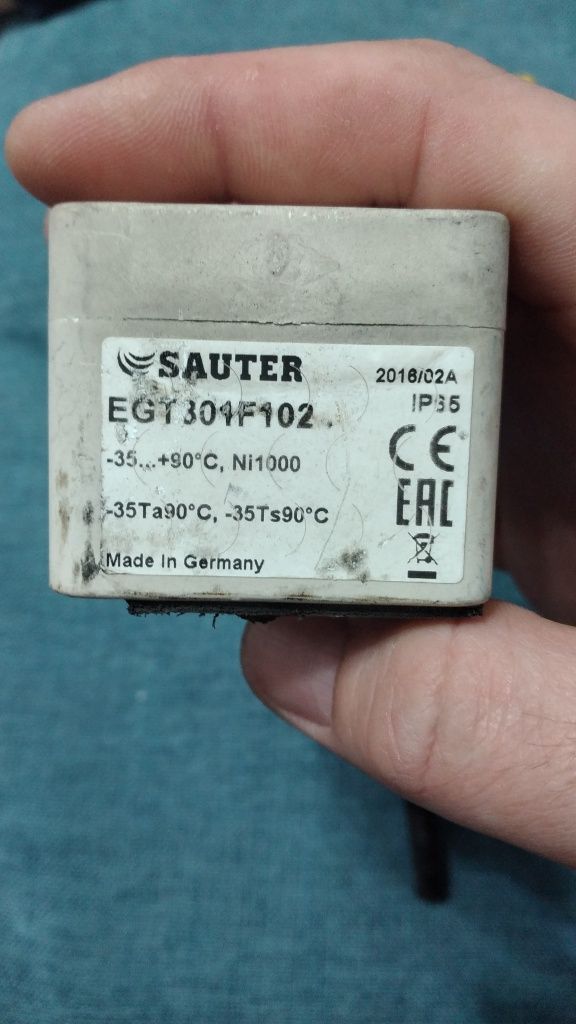 SAUTER
2016/02A
EGT301F102
IP65
-35...+90°C, Ni1000
CE
-35Ta90°C, -35Ts90°C
EAC
Made in Germany